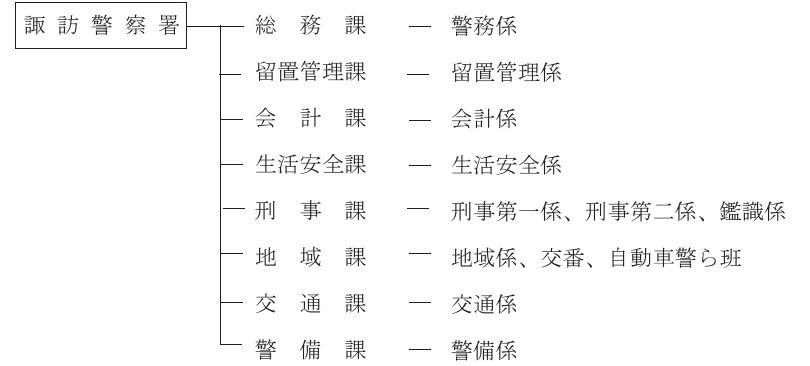 諏訪警察署 総務課 警務係
留置管理課 留置管理係
会計課 会計係
生活安全課 生活安全係
刑事課 刑事第一係、刑事第二係、鑑識係
地域課 地域係、交番、自動車警ら班
交通課 交通係
警備課 警備係